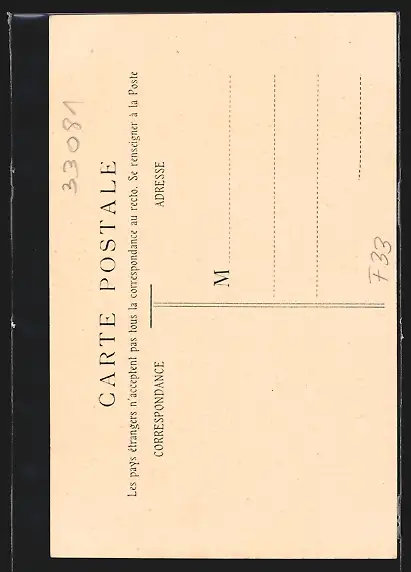 33081
CARTE POSTALE
Les pays étrangers n'acceptent pas tous la correspondance au recto. Se renseigner à la Poste
CORRESPONDANCE
ADRESSE
M
F33